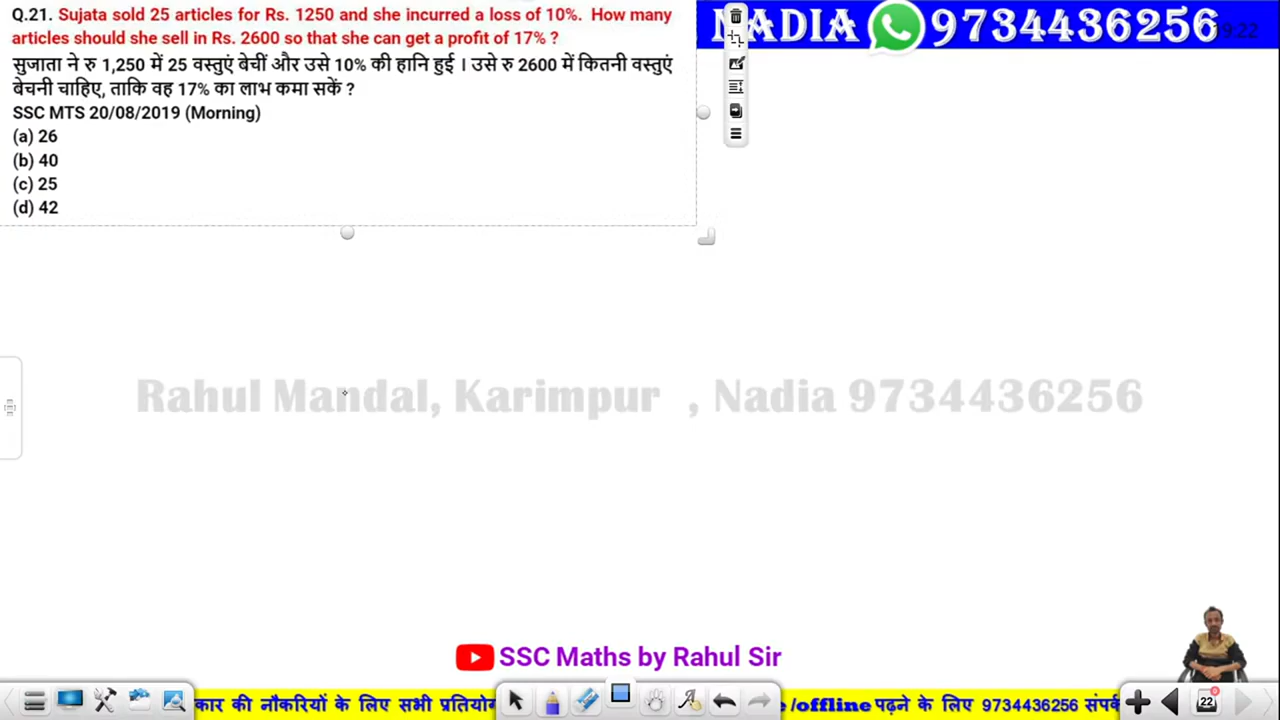 Q.21. Sujata sold 25 articles for Rs. 1250 and she incurred a loss of 10%. How many
articles should she sell in Rs. 2600 so that she can get a profit of 17% ?
सुजाता ने रु 1,250 में 25 वस्तुएं बेचीं और उसे 10% की हानि हुई । उसे रु 2600 में कितनी वस्तुएं
बेचनी चाहिए, ताकि वह 17% का लाभ कमा सकें ?
SSC MTS 20/08/2019 (Morning)
(a) 26
(b) 40
(c) 25
(d) 42
NADIA 9734436256
19:22
Rahul Mandal, Karimpur , Nadia 9734436256
SSC Maths by Rahul Sir
कार की नौकरियों के लिए सभी प्रतियोग
/offline पढ़ने के लिए 9734436256 संपर्क
22